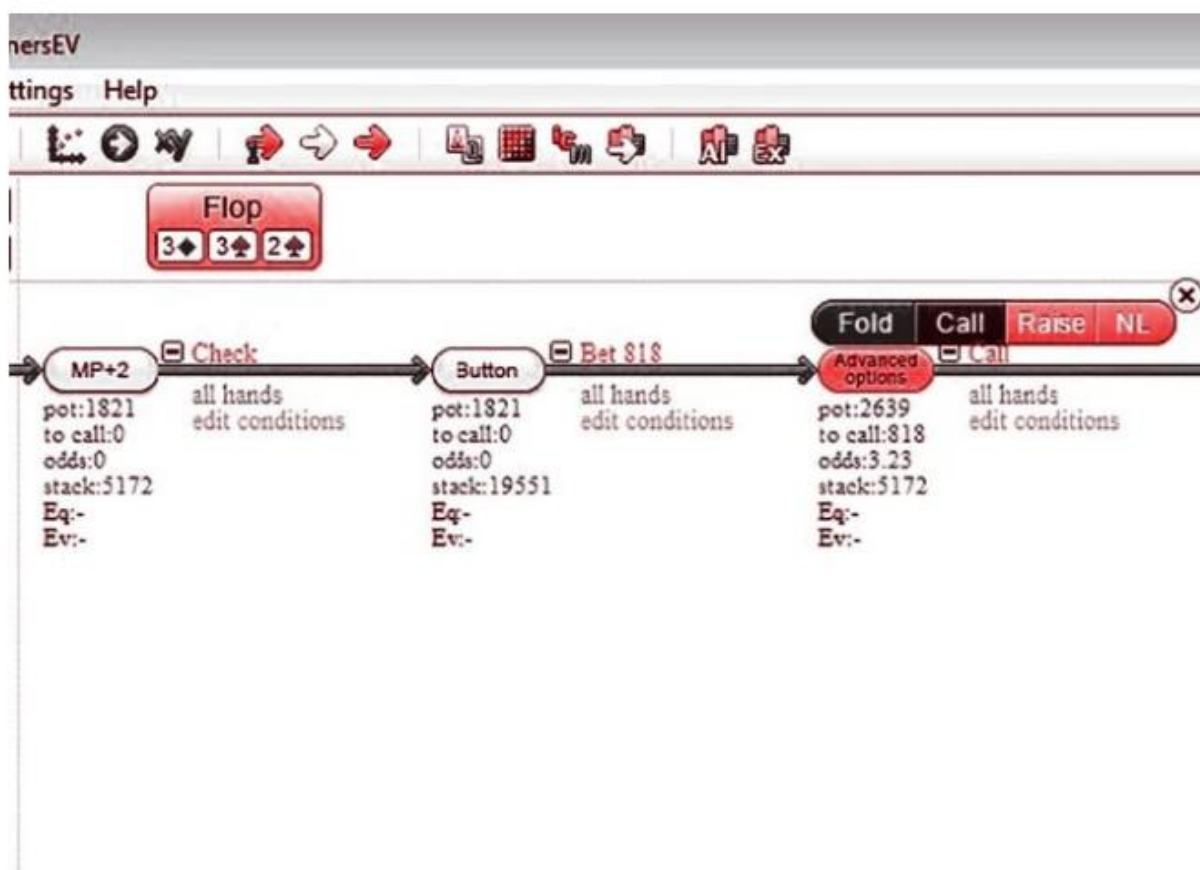 nersEV
ttings Help
AI Ex
Flop
3♦ 3♠ 2♠
Fold Call Raise NL
MP+2
Check
all hands
edit conditions
pot:1821
to call:0
odds:0
stack:5172
Eq:-
Ev:-
Button
Bet 818
all hands
edit conditions
pot:1821
to call:0
odds:0
stack:19551
Eq:-
Ev:-
Advanced
options
Call
all hands
edit conditions
pot:2639
to call:818
odds:3.23
stack:5172
Eq:-
Ev:-